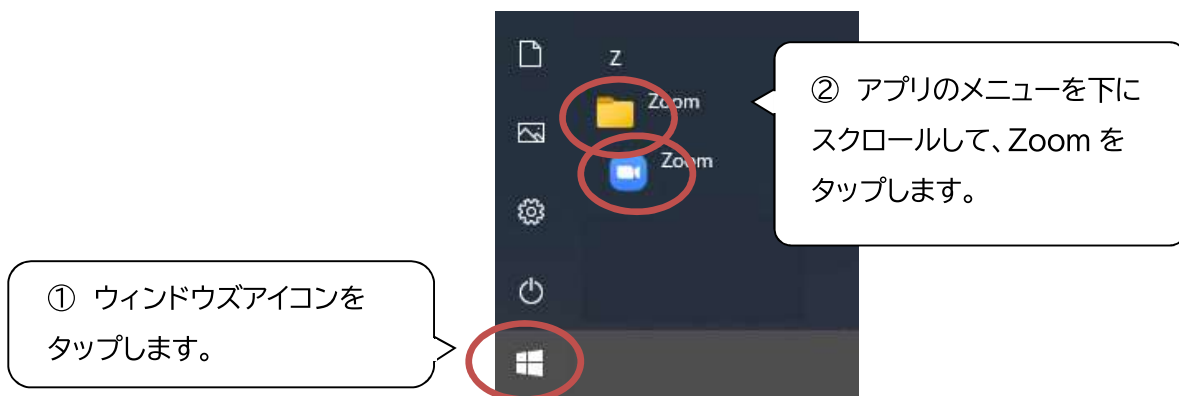 Z
Zoom
Zoom
② アプリのメニューを下に
スクロールして、Zoom を
タップします。
① ウィンドウズアイコンを
タップします。